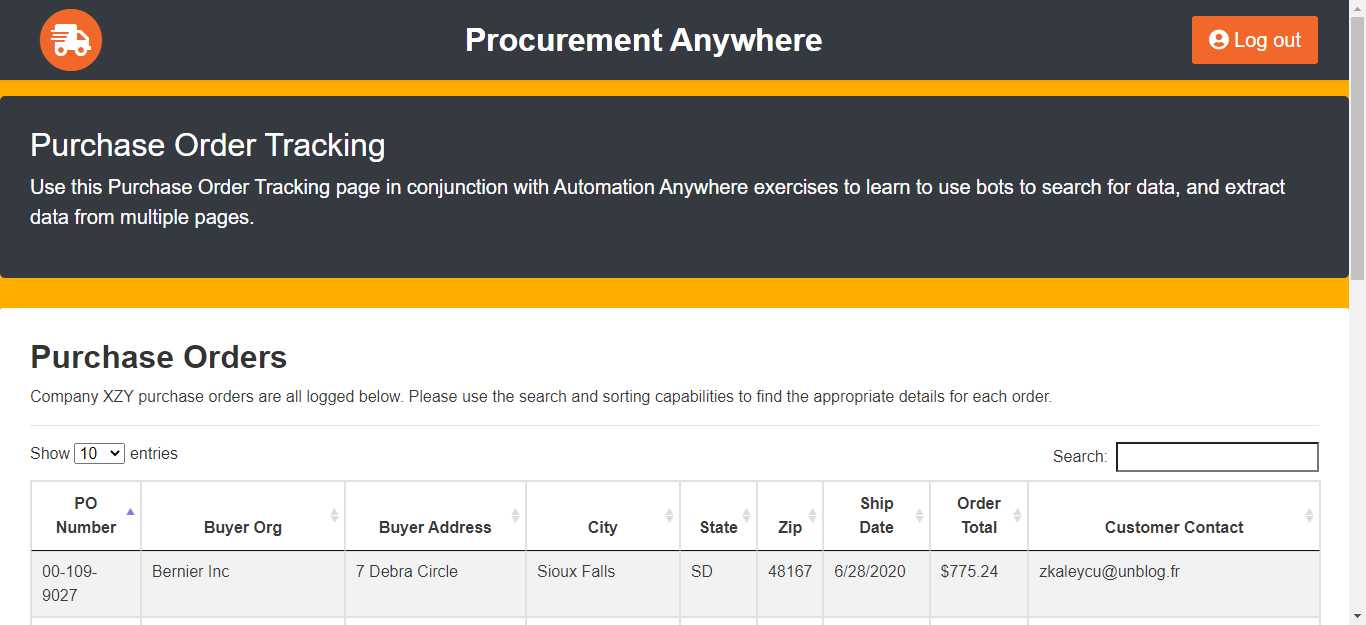 Procurement Anywhere
Log out
Purchase Order Tracking
Use this Purchase Order Tracking page in conjunction with Automation Anywhere exercises to learn to use bots to search for data, and extract
data from multiple pages.
Purchase Orders
Company XZY purchase orders are all logged below. Please use the search and sorting capabilities to find the appropriate details for each order.
Show 10 entries
Search:
PO Number Buyer Org Buyer Address City State Zip Ship Date Order Total Customer Contact
00-109-9027 Bernier Inc 7 Debra Circle Sioux Falls SD 48167 6/28/2020 $775.24 zkaleycu@unblog.fr